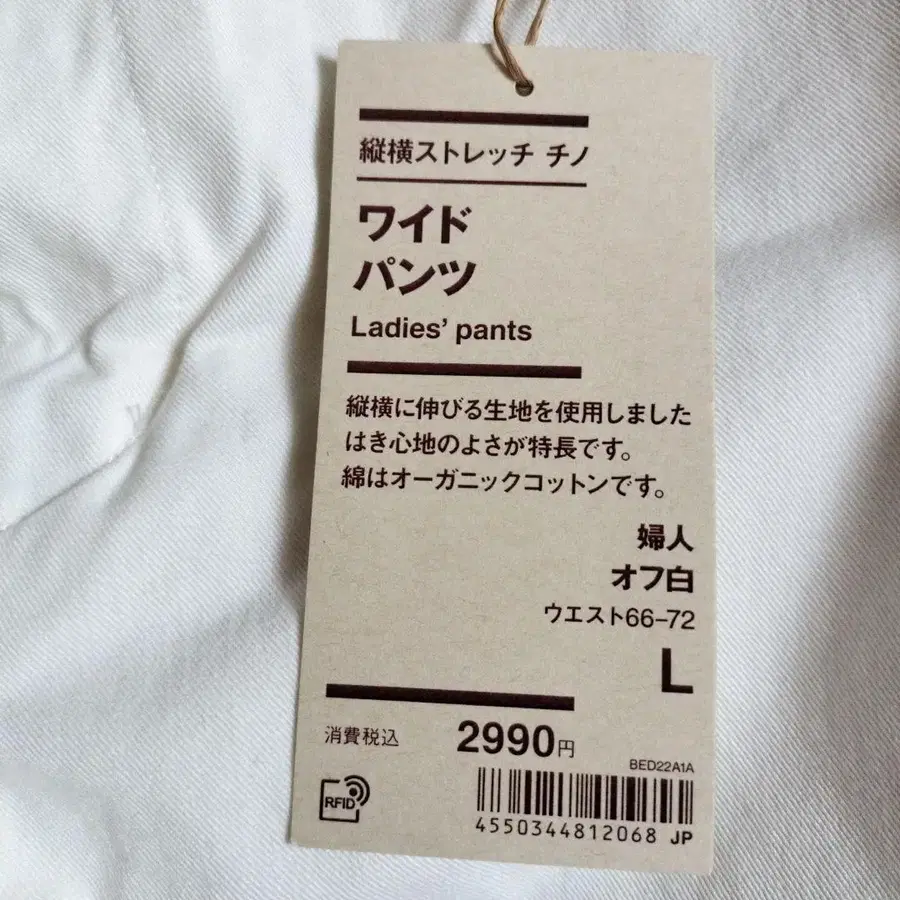 縦横ストレッチ チノ
ワイド
パンツ
Ladies' pants
縦横に伸びる生地を使用しました
はき心地のよさが特長です。
綿はオーガニックコットンです。
婦人
オフ白
ウエスト66-72
L
消費税込 2990円
BED22A1A
RFID
4550344812068 JP